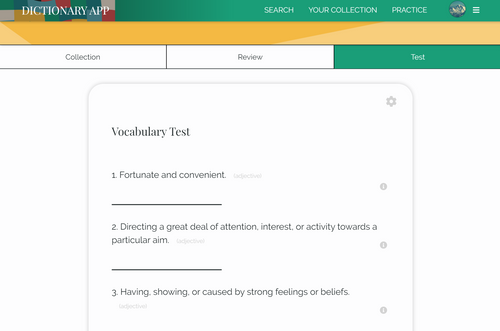 DICTIONARY APP
SEARCH YOUR COLLECTION PRACTICE
Collection Review Test
Vocabulary Test
1. Fortunate and convenient. (adjective)
2. Directing a great deal of attention, interest, or activity towards a
particular aim. (adjective)
3. Having, showing, or caused by strong feelings or beliefs.
(adjective)